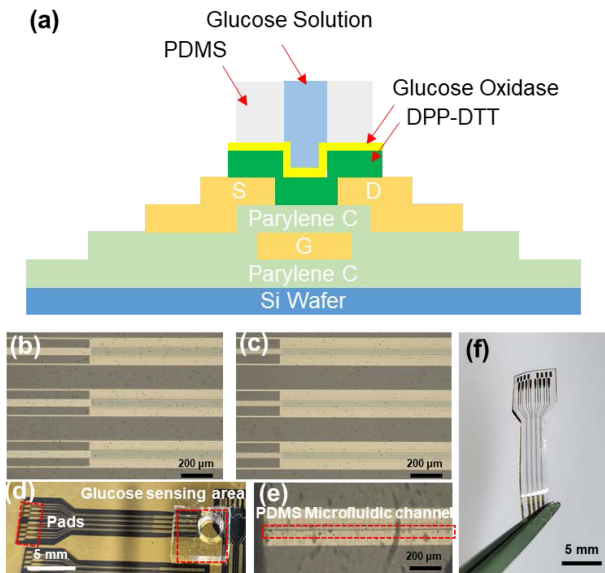 (a)
Glucose Solution
PDMS
Glucose Oxidase
DPP-DTT
S
D
Parylene C
G
Parylene C
Si Wafer
(b)
200 µm
(c)
200 µm
(f)
5 mm
(d)
Glucose sensing area
Pads
5 mm
(e)
PDMS Microfluidic channel
200 µm